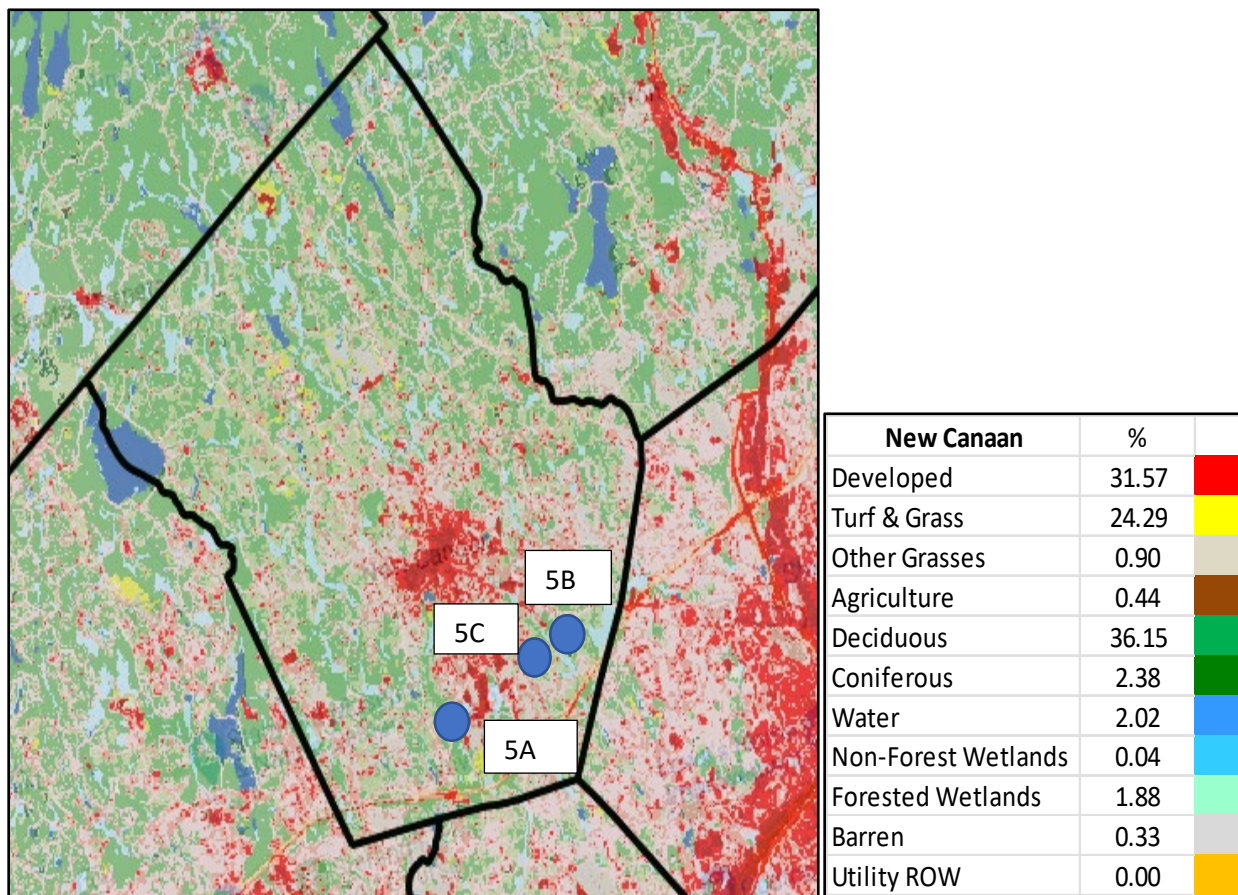 5B
5C
5A
New Canaan %
Developed 31.57
Turf & Grass 24.29
Other Grasses 0.90
Agriculture 0.44
Deciduous 36.15
Coniferous 2.38
Water 2.02
Non-Forest Wetlands 0.04
Forested Wetlands 1.88
Barren 0.33
Utility ROW 0.00